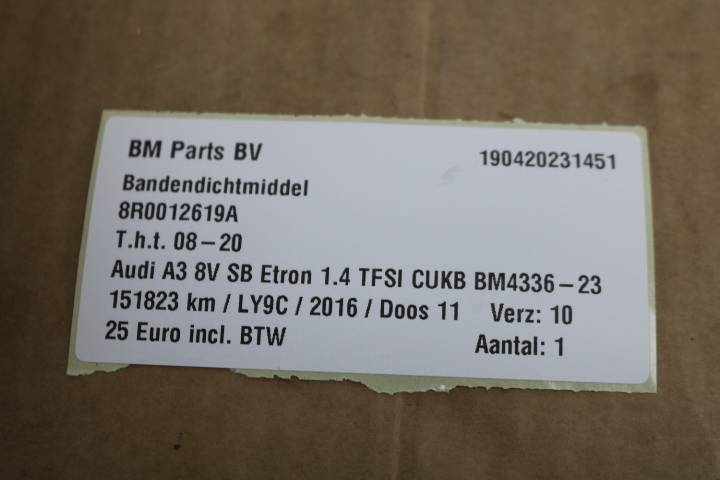 BM Parts BV 190420231451
Bandendichtmiddel
8R0012619A
T.h.t. 08-20
Audi A3 8V SB Etron 1.4 TFSI CUKB BM4336-23
151823 km / LY9C / 2016 / Doos 11 Verz: 10
25 Euro incl. BTW Aantal: 1